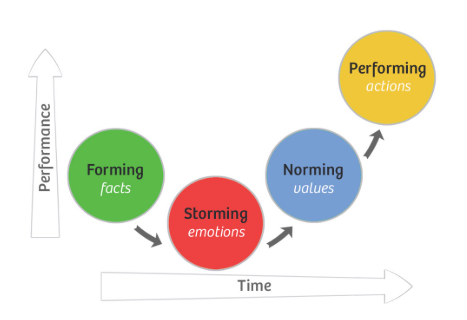 Performing
actions
Performance
Forming
facts
Storming
emotions
Norming
values
Time